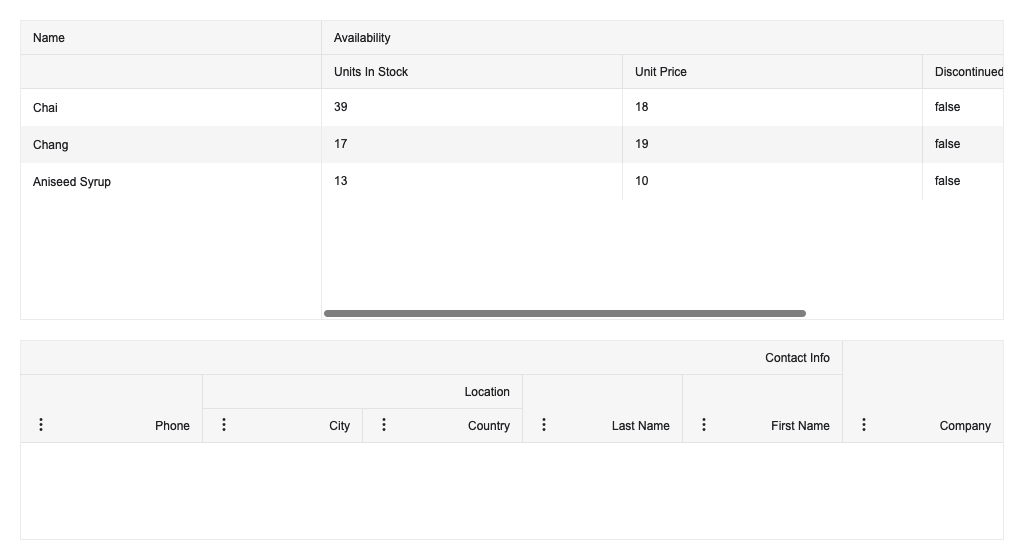 Name Availability
Units In Stock Unit Price Discontinued
Chai 39 18 false
Chang 17 19 false
Aniseed Syrup 13 10 false
Contact Info
Location
Phone City Country Last Name First Name Company